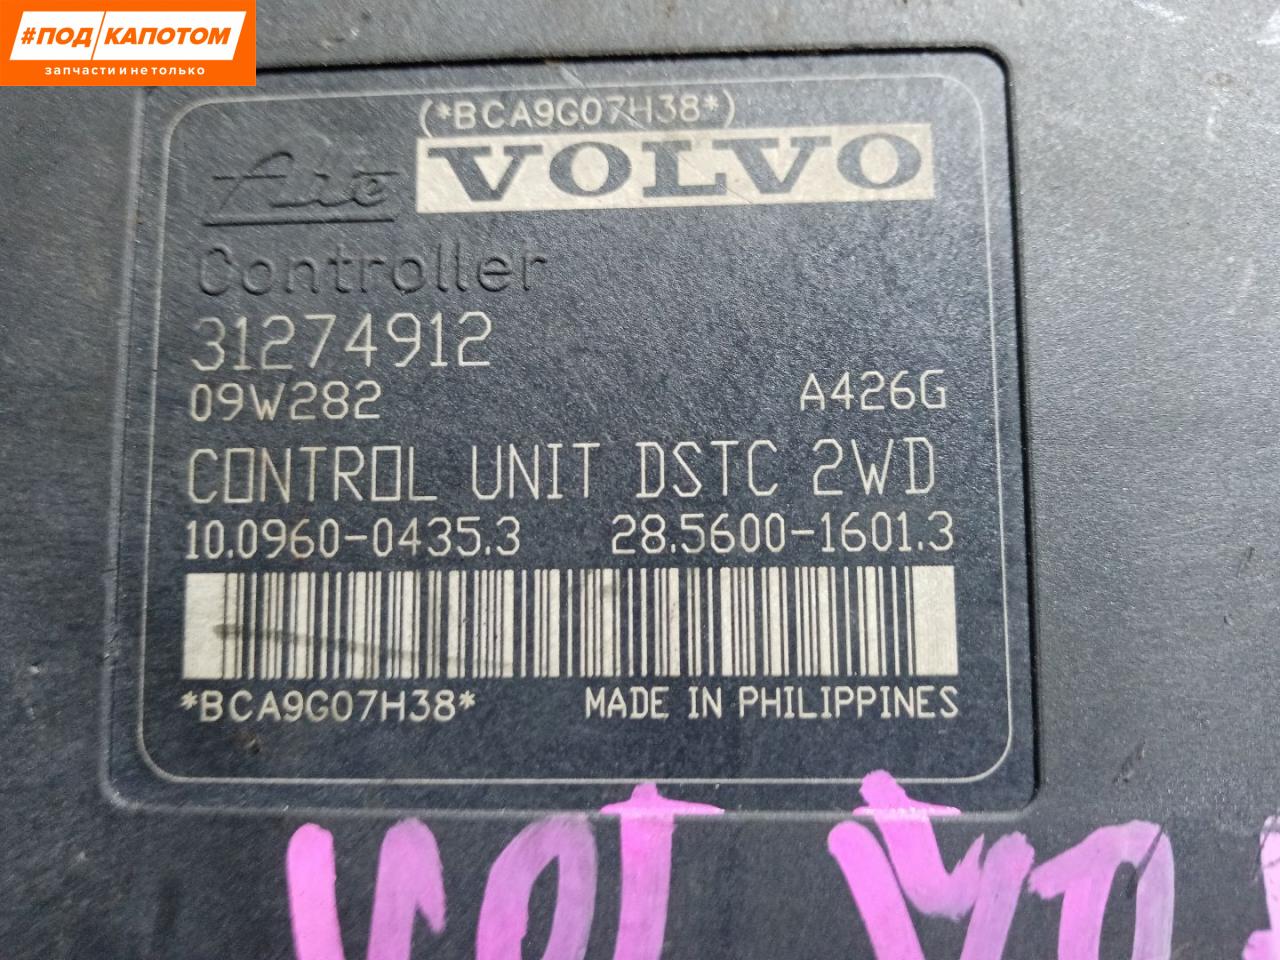 #ПОД КАПОТОМ
запчасти и не только
(*BCA9G07H38*)
Ate VOLVO
Controller
31274912
09W282 A426G
CONTROL UNIT DSTC 2WD
10.0960-0435.3 28.5600-1601.3
*BCA9G07H38* MADE IN PHILIPPINES